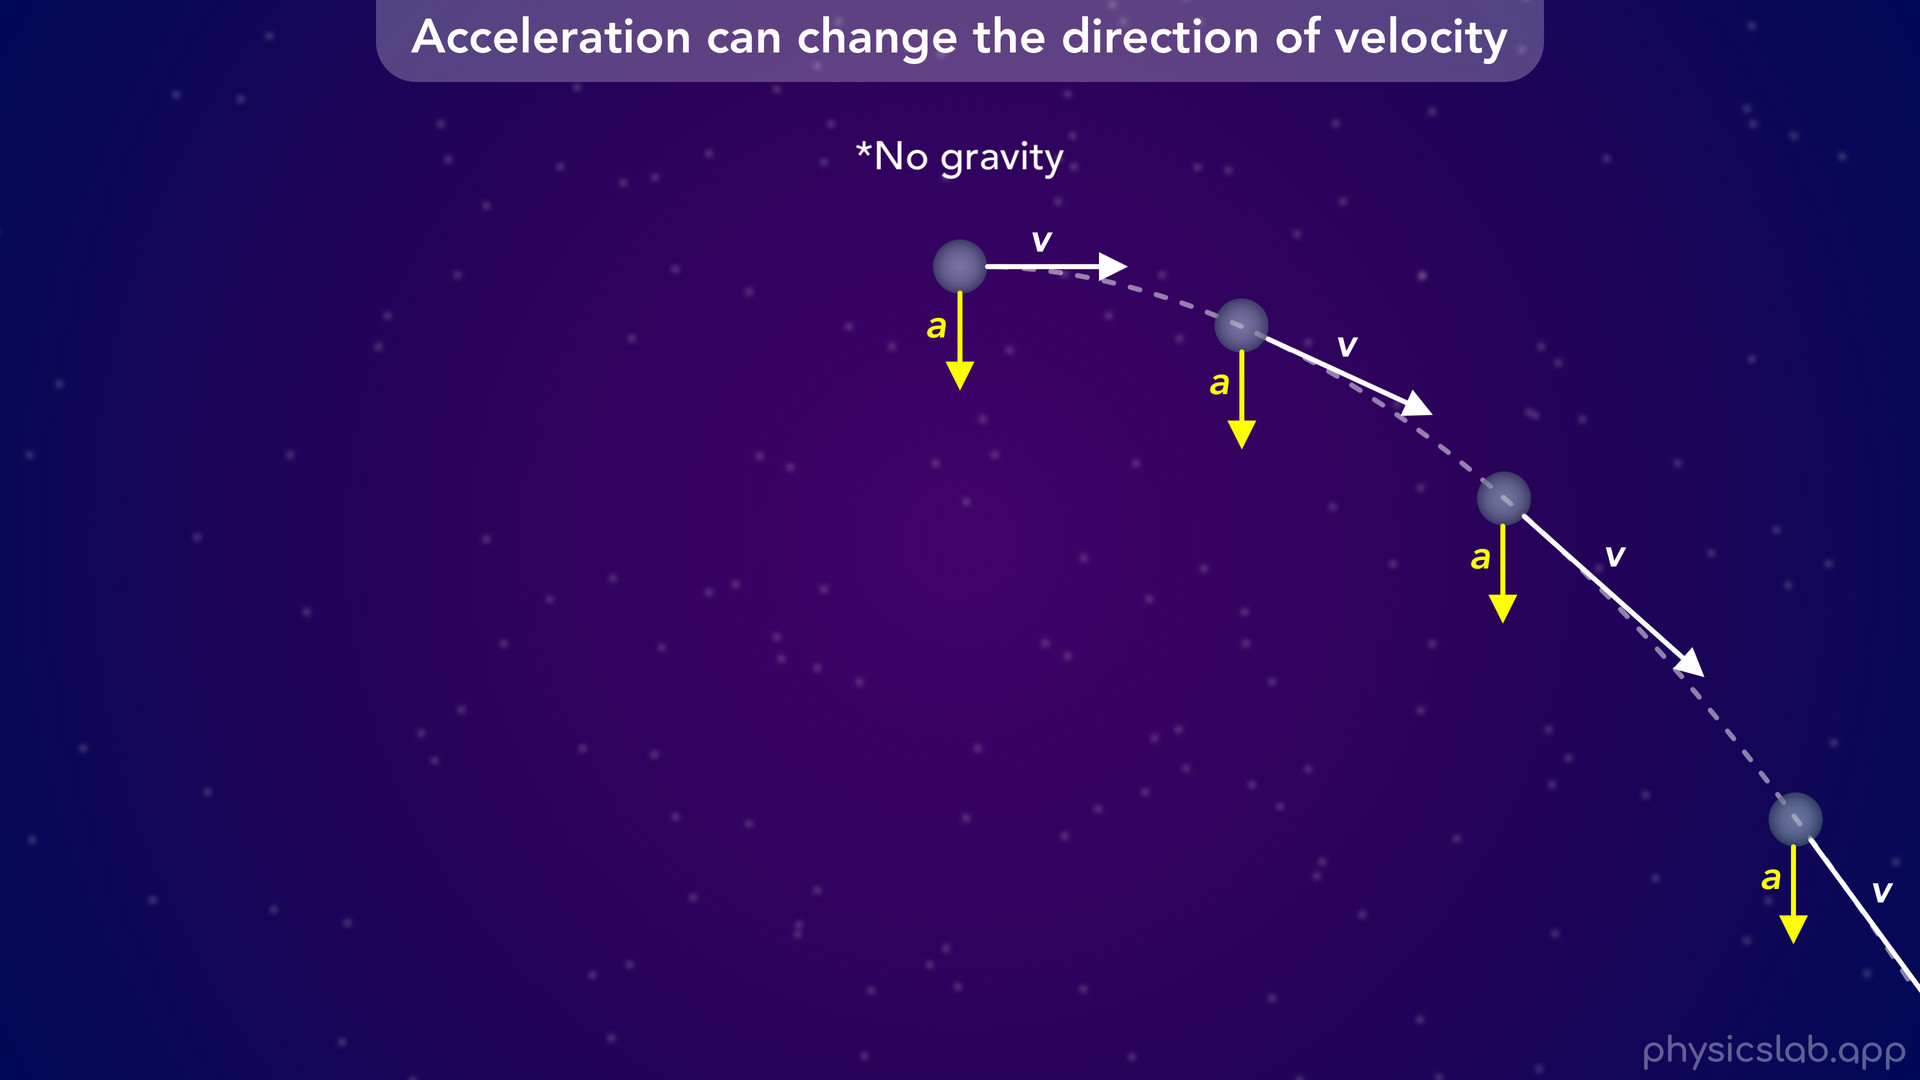 Acceleration can change the direction of velocity
*No gravity
v
a
v
a
v
a
v
a
physicslab.app